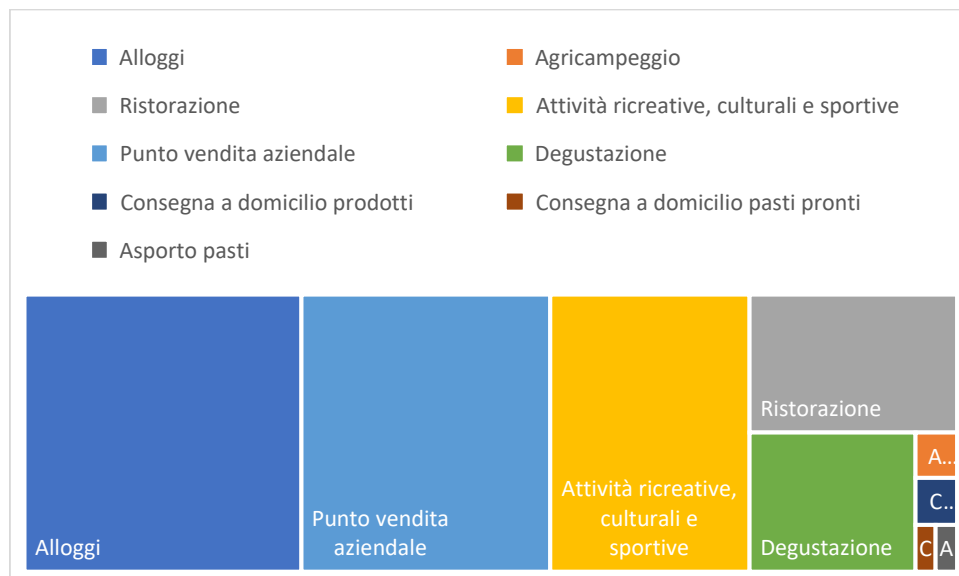 Alloggi
Agricampeggio
Ristorazione
Attività ricreative, culturali e sportive
Punto vendita aziendale
Degustazione
Consegna a domicilio prodotti
Consegna a domicilio pasti pronti
Asporto pasti
Alloggi
Punto vendita
aziendale
Attività ricreative,
culturali e
sportive
Ristorazione
Degustazione
A...
C...
C
A